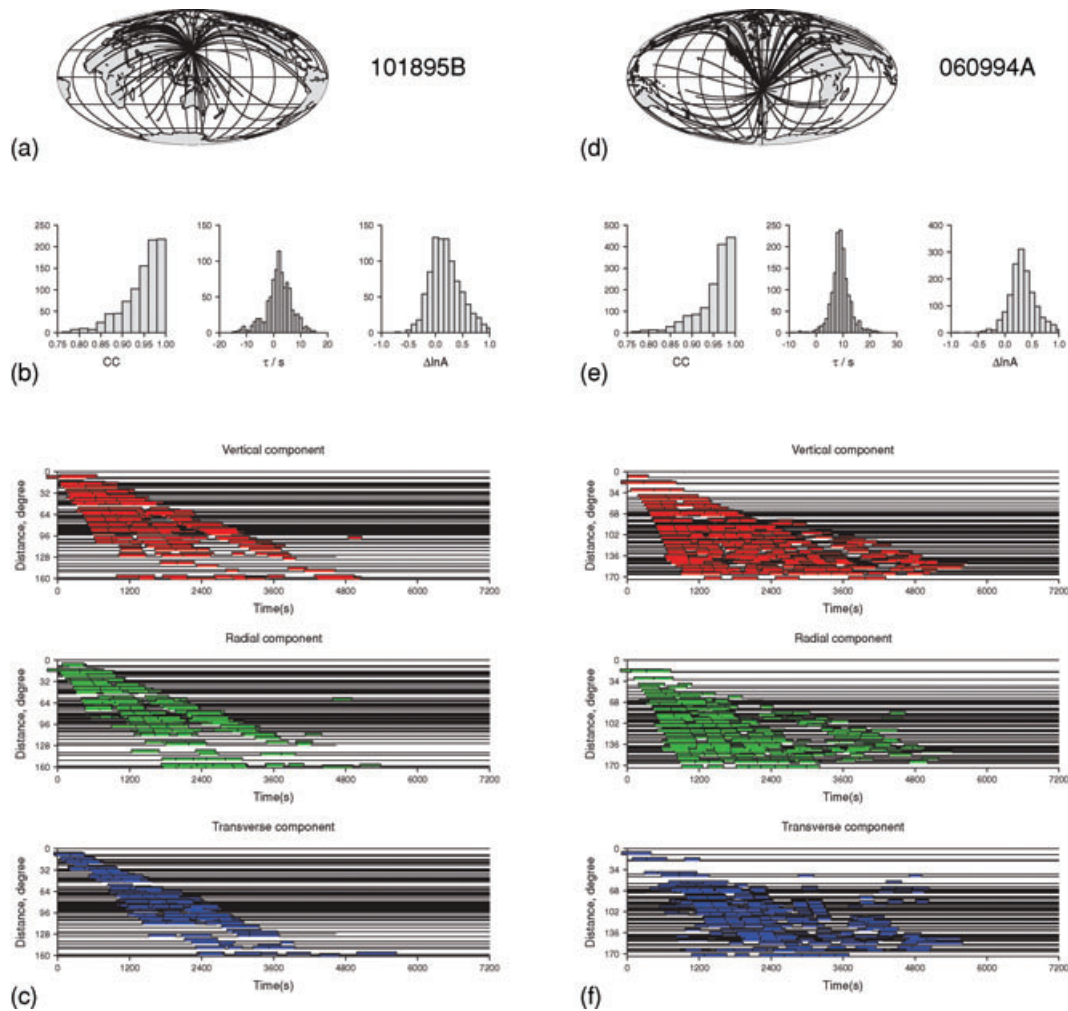 101895B
060994A
(a)
(d)
250
200
150
100
50
0
0.75 0.80 0.85 0.90 0.95 1.00
CC
150
100
50
0
-20 -10 0 10 20
τ / s
150
100
50
0
-1.0 -0.5 0.0 0.5 1.0
ΔlnA
500
400
300
200
100
0
0.75 0.80 0.85 0.90 0.95 1.00
CC
250
200
150
100
50
0
-10 0 10 20 30
τ / s
400
300
200
100
0
-1.0 -0.5 0.0 0.5 1.0
ΔlnA
(b)
(e)
Vertical component
Distance, degree
0
32
64
96
128
160
0 1200 2400 3600 4800 6000 7200
Time(s)
Vertical component
Distance, degree
0
34
68
102
136
170
0 1200 2400 3600 4800 6000 7200
Time(s)
Radial component
Distance, degree
0
32
64
96
128
160
0 1200 2400 3600 4800 6000 7200
Time(s)
Radial component
Distance, degree
0
34
68
102
136
170
0 1200 2400 3600 4800 6000 7200
Time(s)
Transverse component
Distance, degree
0
32
64
96
128
160
0 1200 2400 3600 4800 6000 7200
Time(s)
Transverse component
Distance, degree
0
34
68
102
136
170
0 1200 2400 3600 4800 6000 7200
Time(s)
(c)
(f)